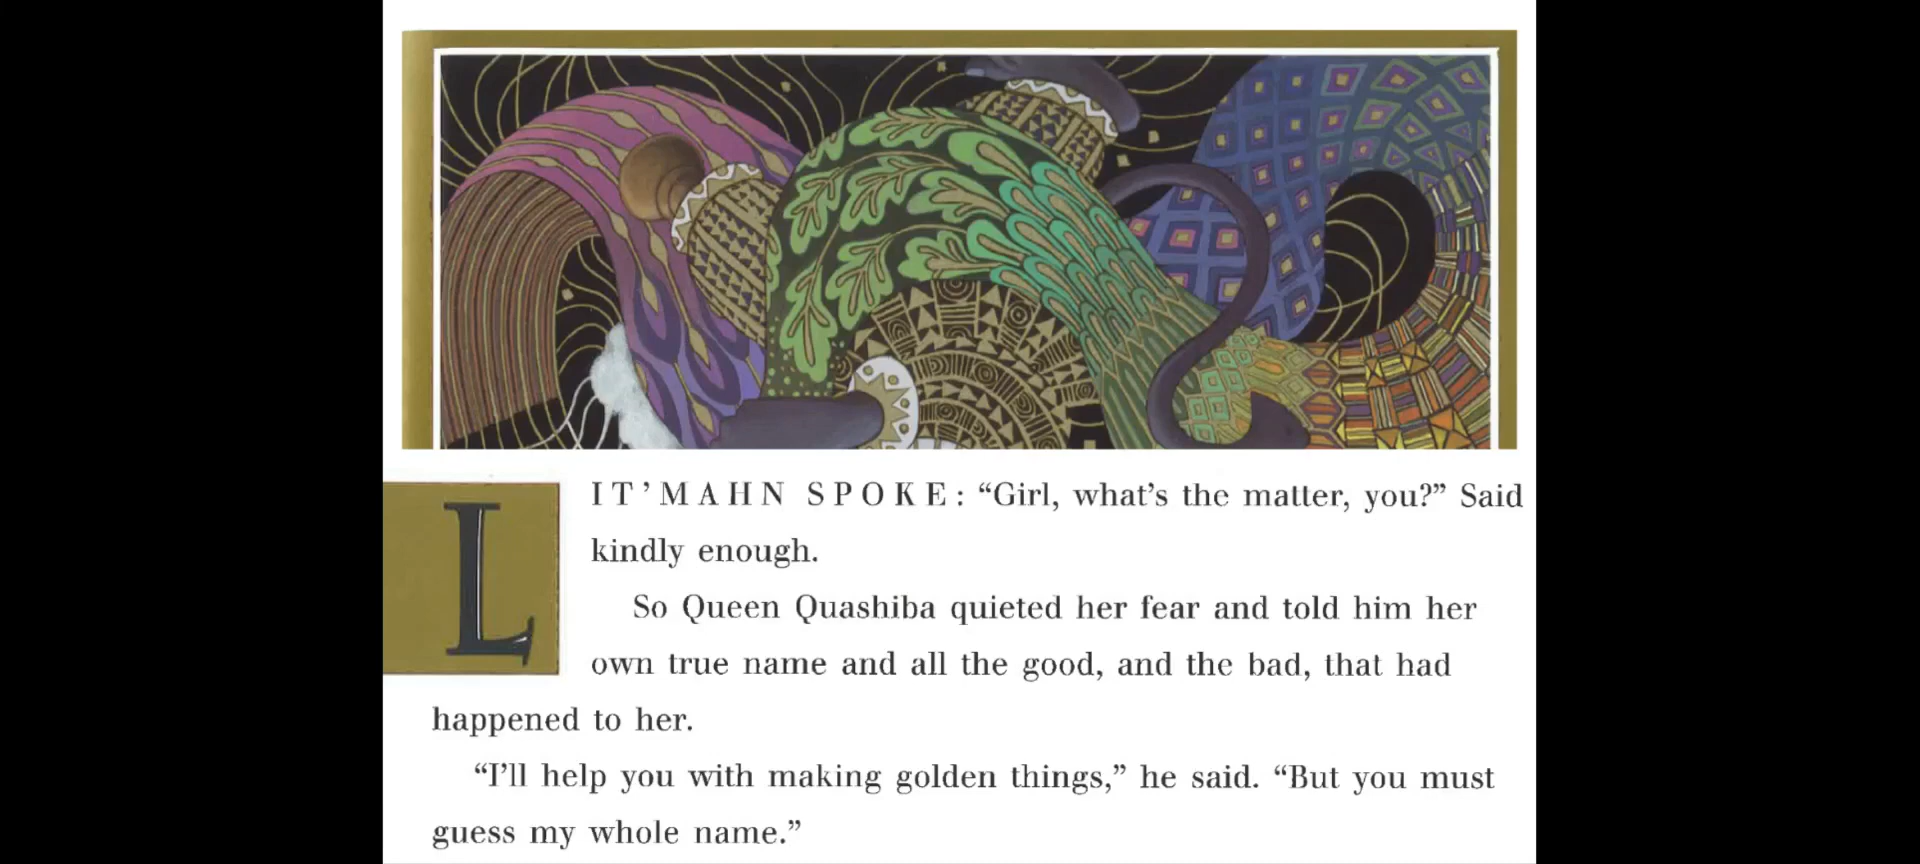 LIT’MAHN SPOKE: “Girl, what’s the matter, you?” Said
kindly enough.
So Queen Quashiba quieted her fear and told him her
own true name and all the good, and the bad, that had
happened to her.
“I’ll help you with making golden things,” he said. “But you must
guess my whole name.”